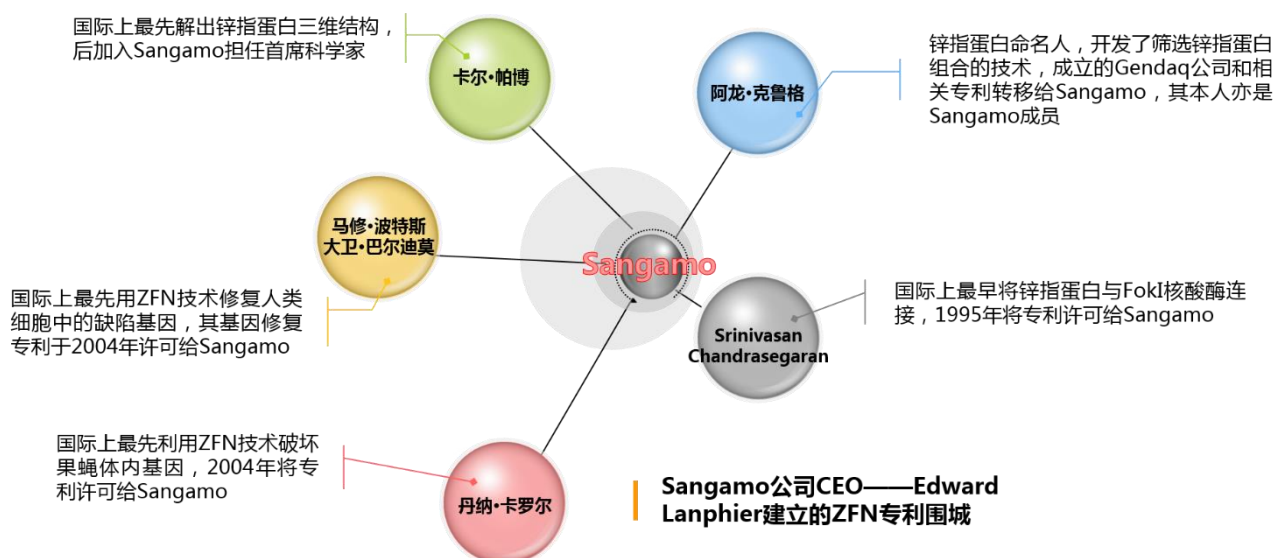 国际上最先解出锌指蛋白三维结构，
后加入Sangamo担任首席科学家
卡尔•帕博
阿龙•克鲁格
锌指蛋白命名人，开发了筛选锌指蛋白
组合的技术，成立的Gendaq公司和相
关专利转移给Sangamo，其本人亦是
Sangamo成员
马修•波特斯
大卫•巴尔迪莫
Sangamo
国际上最先用ZFN技术修复人类
细胞中的缺陷基因，其基因修复
专利于2004年许可给Sangamo
国际上最早将锌指蛋白与FokI核酸酶连
接，1995年将专利许可给Sangamo
Srinivasan
Chandrasegaran
国际上最先利用ZFN技术破坏
果蝇体内基因，2004年将专
利许可给Sangamo
丹纳•卡罗尔
Sangamo公司CEO——Edward
Lanphier建立的ZFN专利围城